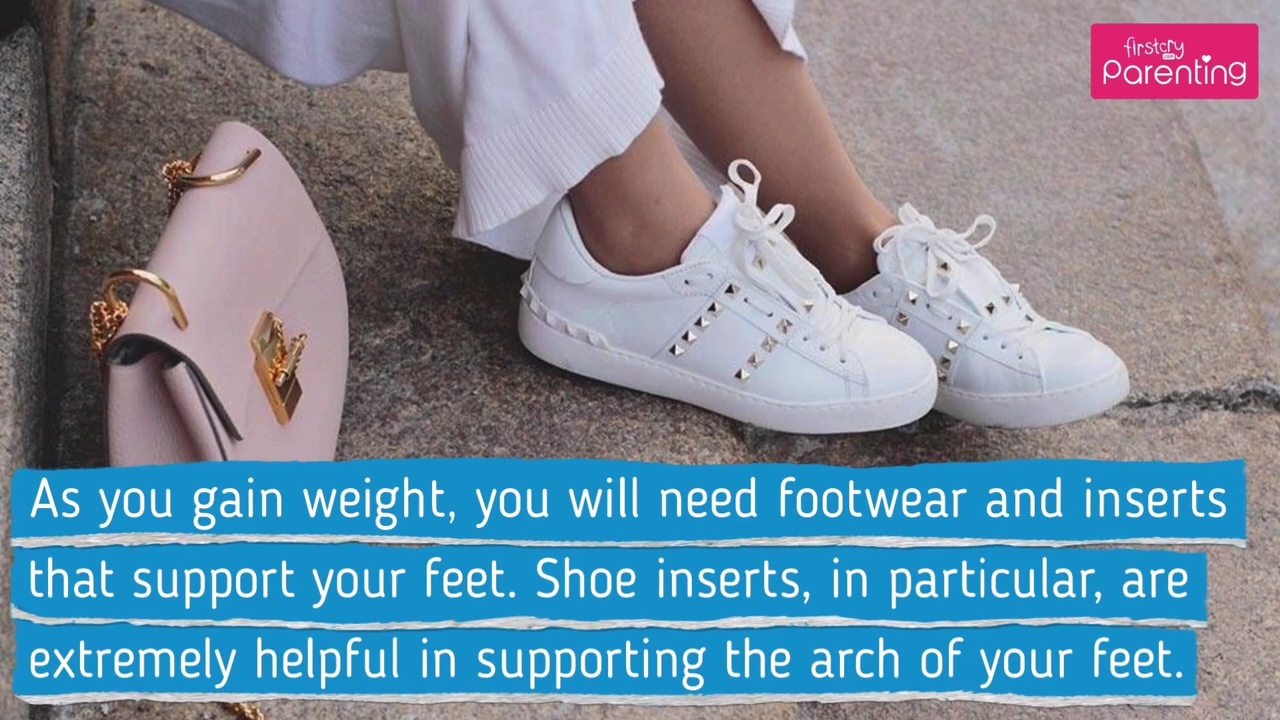 firstcry
.com
Parenting
As you gain weight, you will need footwear and inserts
that support your feet. Shoe inserts, in particular, are
extremely helpful in supporting the arch of your feet.